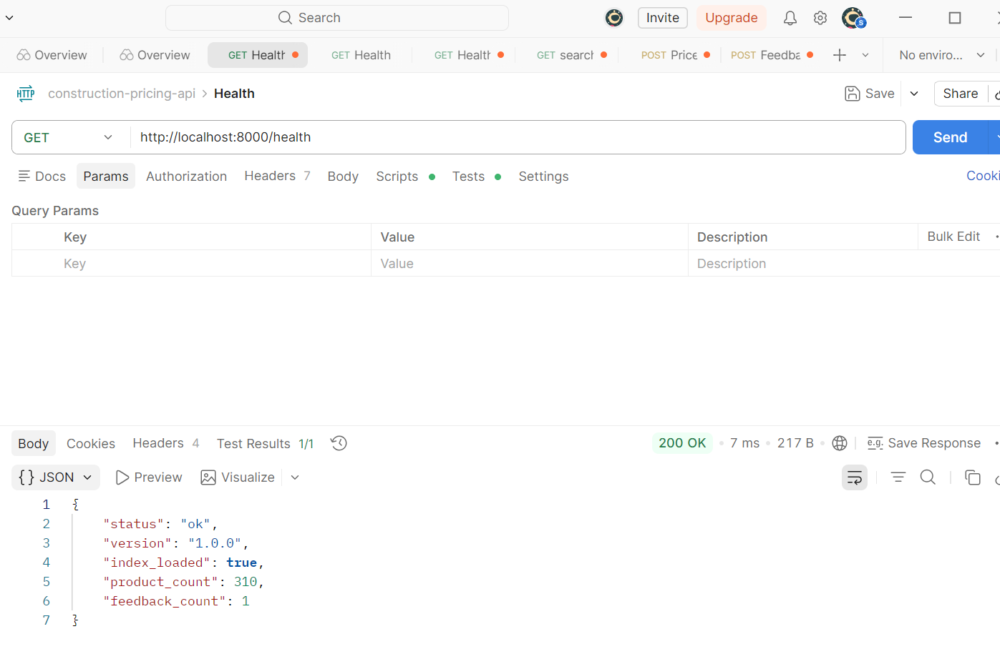 Search
Invite
Upgrade
Overview
Overview
GET Health
GET Health
GET Health
GET search
POST Price
POST Feedba
No enviro...
HTTP
construction-pricing-api > Health
Save
Share
GET
http://localhost:8000/health
Send
Docs
Params
Authorization
Headers 7
Body
Scripts
Tests
Settings
Cooki
Query Params
Key Value Description Bulk Edit
Key Value Description
Body
Cookies
Headers 4
Test Results 1/1
200 OK
7 ms
217 B
e.g. Save Response
{} JSON
Preview
Visualize
1 {
2 "status": "ok",
3 "version": "1.0.0",
4 "index_loaded": true,
5 "product_count": 310,
6 "feedback_count": 1
7 }